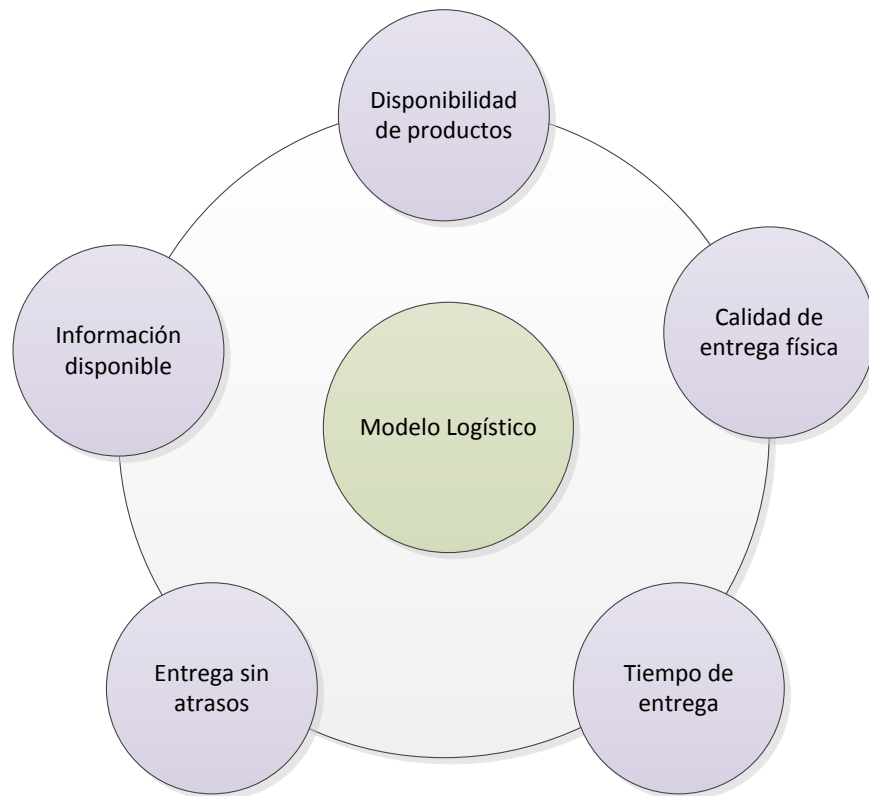 Disponibilidad
de productos
Calidad de
entrega física
Información
disponible
Modelo Logístico
Tiempo de
entrega
Entrega sin
atrasos